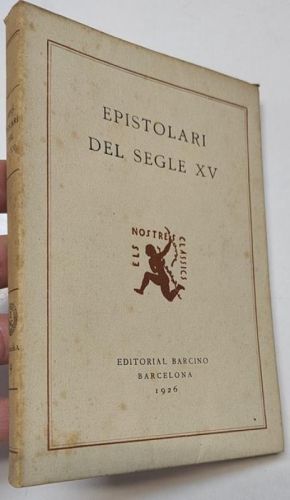 EPISTOLARI
DEL SEGLE XV
ELS NOSTRES CLÀSSICS
EDITORIAL BARCINO
BARCELONA
1926